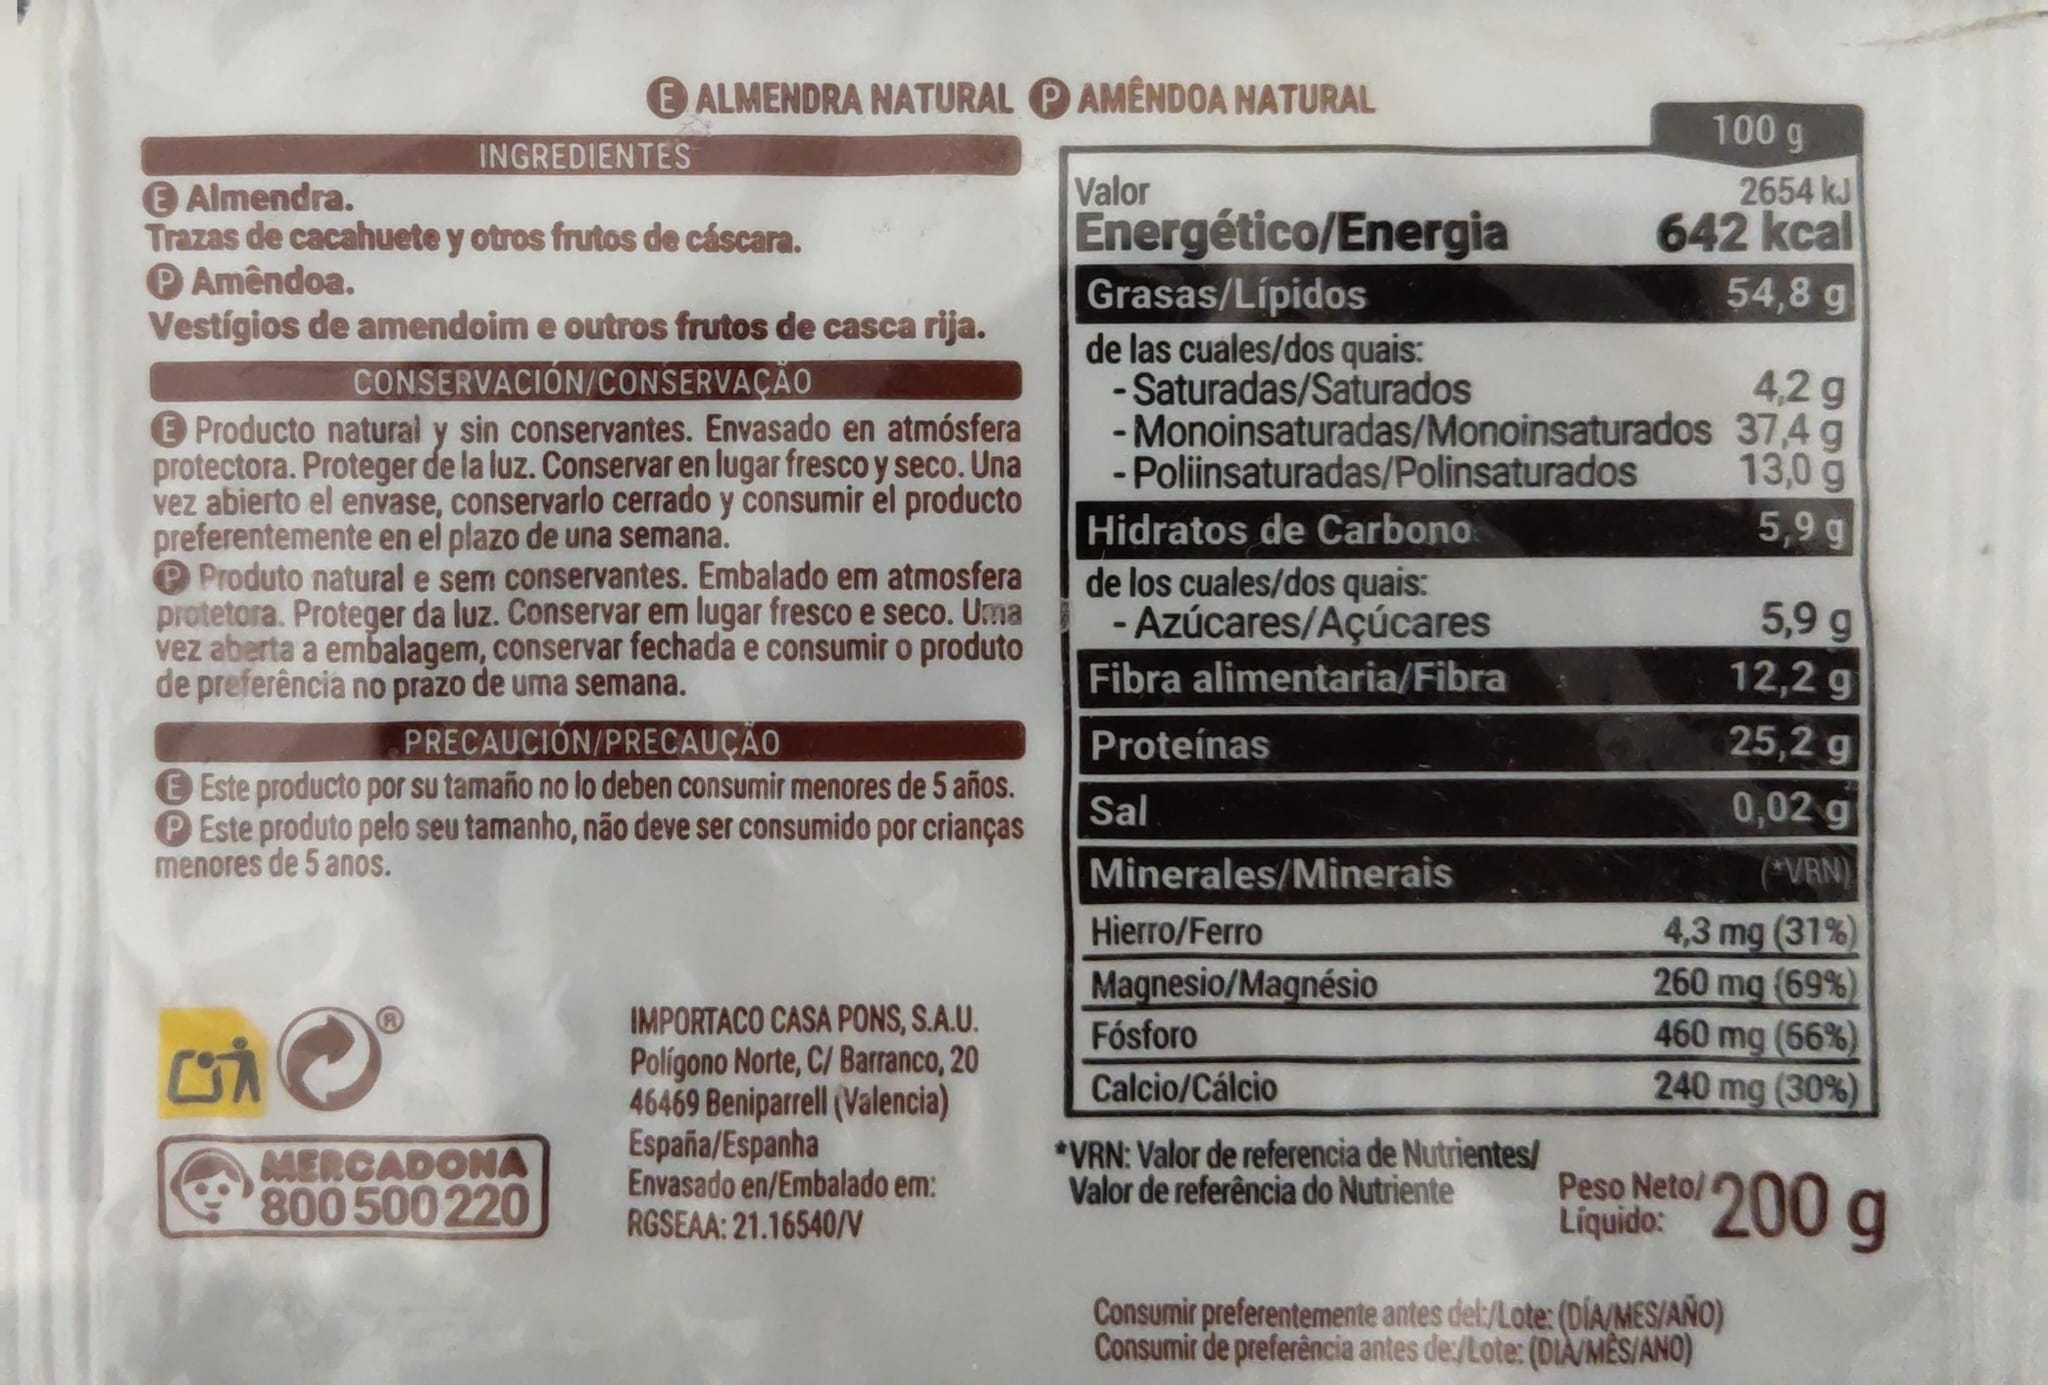 E ALMENDRA NATURAL P AMÊNDOA NATURAL
INGREDIENTES
E Almendra.
Trazas de cacahuete y otros frutos de cáscara.
P Amêndoa.
Vestígios de amendoim e outros frutos de casca rija.
CONSERVACIÓN/CONSERVAÇÃO
E Producto natural y sin conservantes. Envasado en atmósfera
protectora. Proteger de la luz. Conservar en lugar fresco y seco. Una
vez abierto el envase, conservarlo cerrado y consumir el producto
preferentemente en el plazo de una semana.
P Produto natural e sem conservantes. Embalado em atmosfera
protetora. Proteger da luz. Conservar em lugar fresco e seco. Uma
vez aberta a embalagem, conservar fechada e consumir o produto
de preferência no prazo de uma semana.
PRECAUCIÓN/PRECAUÇÃO
E Este producto por su tamaño no lo deben consumir menores de 5 años.
P Este produto pelo seu tamanho, não deve ser consumido por crianças
menores de 5 anos.
®
MERCADONA
800 500 220
IMPORTACO CASA PONS, S.A.U.
Polígono Norte, C/ Barranco, 20
46469 Beniparrell (Valencia)
España/Espanha
Envasado en/Embalado em:
RGSEAA: 21.16540/V
100 g
Valor 2654 kJ
Energético/Energia 642 kcal
Grasas/Lípidos 54,8 g
de las cuales/dos quais:
- Saturadas/Saturados 4,2 g
- Monoinsaturadas/Monoinsaturados 37,4 g
- Poliinsaturadas/Polinsaturados 13,0 g
Hidratos de Carbono 5,9 g
de los cuales/dos quais:
- Azúcares/Açúcares 5,9 g
Fibra alimentaria/Fibra 12,2 g
Proteínas 25,2 g
Sal 0,02 g
Minerales/Minerais (*VRN)
Hierro/Ferro 4,3 mg (31%)
Magnesio/Magnésio 260 mg (69%)
Fósforo 460 mg (66%)
Calcio/Cálcio 240 mg (30%)
*VRN: Valor de referencia de Nutrientes/
Valor de referência do Nutriente
Peso Neto/
Líquido: 200 g
Consumir preferentemente antes del:/Lote: (DÍA/MES/AÑO)
Consumir de preferência antes de:/Lote: (DIA/MÊS/ANO)